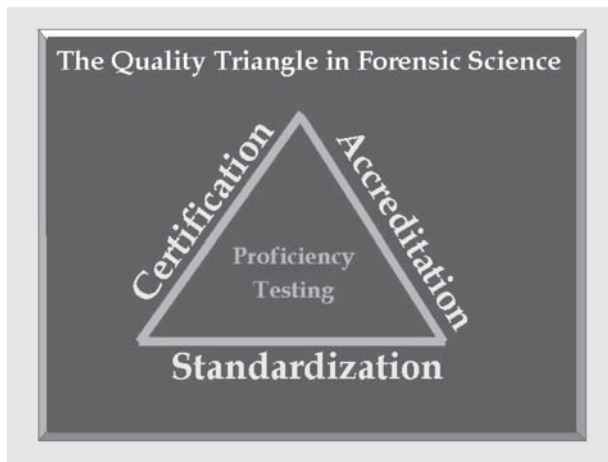 The Quality Triangle in Forensic Science
Certification
Accreditation
Proficiency
Testing
Standardization